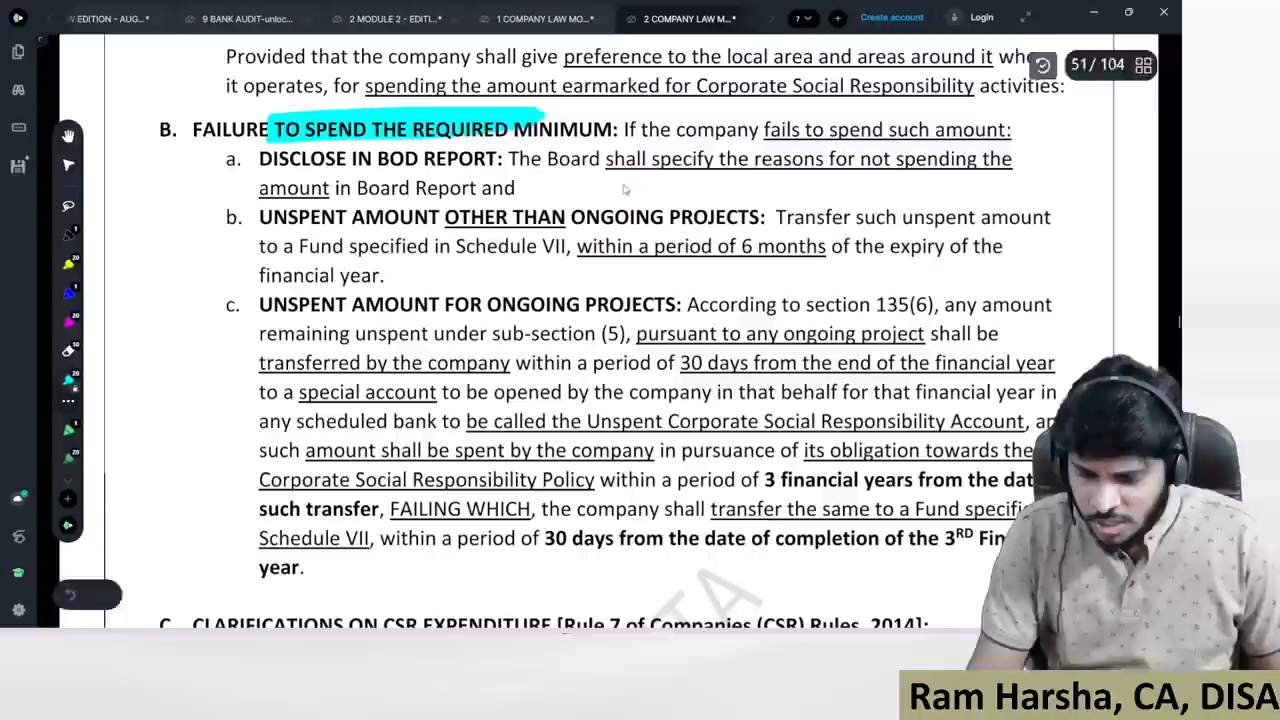 W EDITION - AUG...*
9 BANK AUDIT-unloc...
2 MODULE 2 - EDITI...*
1 COMPANY LAW MO...*
2 COMPANY LAW M...*
7
Create account
Login
51 / 104
Provided that the company shall give preference to the local area and areas around it
it operates, for spending the amount earmarked for Corporate Social Responsibility activities:
B. FAILURE TO SPEND THE REQUIRED MINIMUM: If the company fails to spend such amount:
a. DISCLOSE IN BOD REPORT: The Board shall specify the reasons for not spending the
amount in Board Report and
b. UNSPENT AMOUNT OTHER THAN ONGOING PROJECTS: Transfer such unspent amount
to a Fund specified in Schedule VII, within a period of 6 months of the expiry of the
financial year.
c. UNSPENT AMOUNT FOR ONGOING PROJECTS: According to section 135(6), any amount
remaining unspent under sub-section (5), pursuant to any ongoing project shall be
transferred by the company within a period of 30 days from the end of the financial year
to a special account to be opened by the company in that behalf for that financial year in
any scheduled bank to be called the Unspent Corporate Social Responsibility Account,
such amount shall be spent by the company in pursuance of its obligation towards the
Corporate Social Responsibility Policy within a period of 3 financial years from the
such transfer, FAILING WHICH, the company shall transfer the same to a Fund
Schedule VII, within a period of 30 days from the date of completion of the 3RD
year.
C. CLARIFICATIONS ON CSR EXPENDITURE [Rule 7 of Companies (CSR) Rules, 2014]:
Ram Harsha, CA, DISA